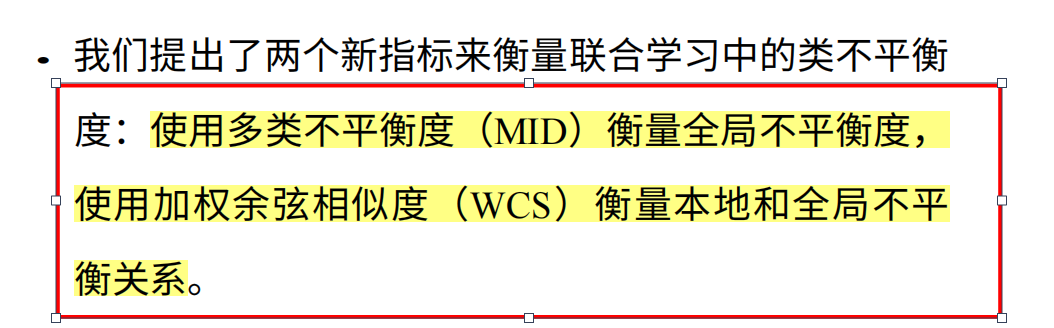 • 我们提出了两个新指标来衡量联合学习中的类不平衡
度：使用多类不平衡度（MID）衡量全局不平衡度，
使用加权余弦相似度（WCS）衡量本地和全局不平
衡关系。